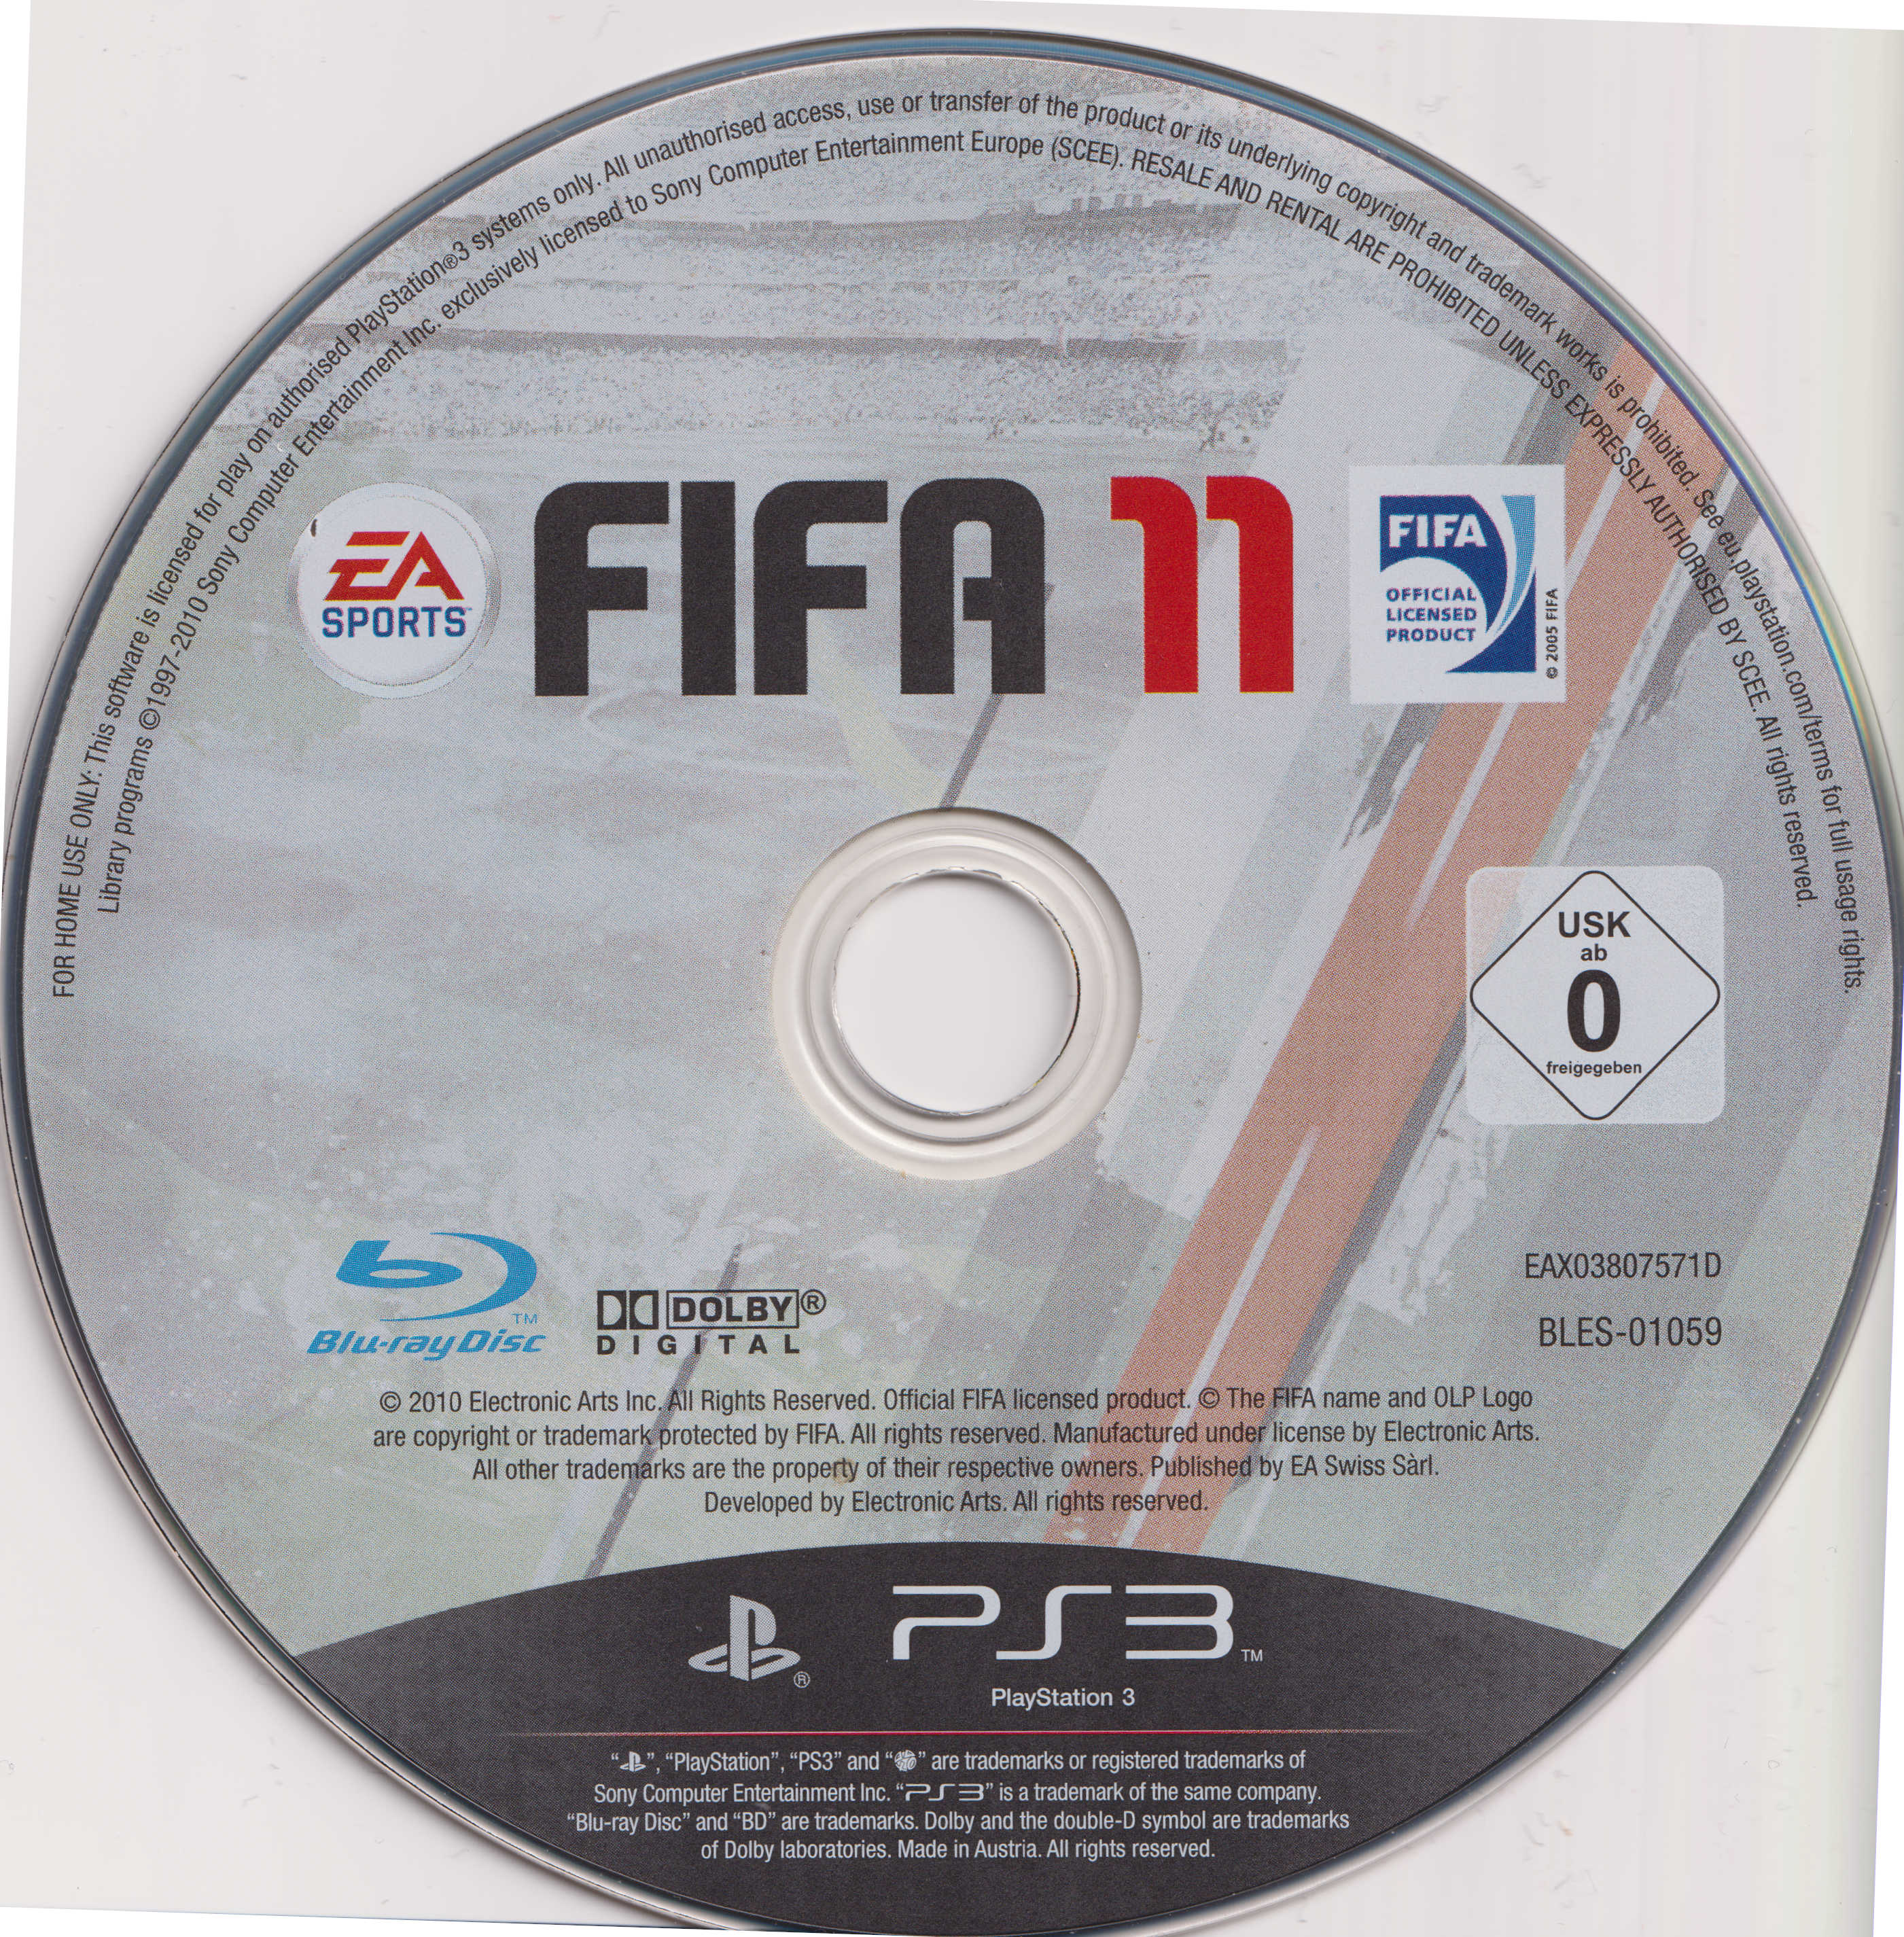 FOR HOME USE ONLY: This software is licensed for play on authorised PlayStation®3 systems only. All unauthorised access, use or transfer of the product or its underlying copyright and trademark works is prohibited. See eu.playstation.com/terms for full usage rights.
Library programs ©1997-2010 Sony Computer Entertainment Inc. exclusively licensed to Sony Computer Entertainment Europe (SCEE). RESALE AND RENTAL ARE PROHIBITED UNLESS EXPRESSLY AUTHORISED BY SCEE. All rights reserved.
EA
SPORTS™
FIFA 11
FIFA
OFFICIAL
LICENSED
PRODUCT
© 2005 FIFA
USK
ab
0
freigegeben
Blu-ray Disc™
DOLBY®
DIGITAL
EAX03807571D
BLES-01059
© 2010 Electronic Arts Inc. All Rights Reserved. Official FIFA licensed product. © The FIFA name and OLP Logo
are copyright or trademark protected by FIFA. All rights reserved. Manufactured under license by Electronic Arts.
All other trademarks are the property of their respective owners. Published by EA Swiss Sàrl.
Developed by Electronic Arts. All rights reserved.
® PS3™
PlayStation 3
“”, “PlayStation”, “PS3” and “” are trademarks or registered trademarks of
Sony Computer Entertainment Inc. “PS3” is a trademark of the same company.
“Blu-ray Disc” and “BD” are trademarks. Dolby and the double-D symbol are trademarks
of Dolby laboratories. Made in Austria. All rights reserved.